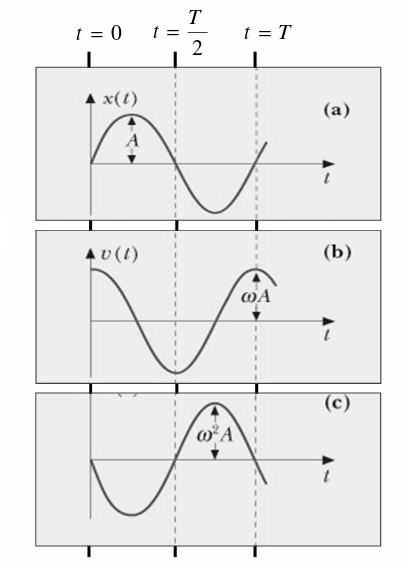 t = 0 t = T/2 t = T
x(t) (a)
A
t
v(t) (b)
ωA
t
(c)
ω²A
t